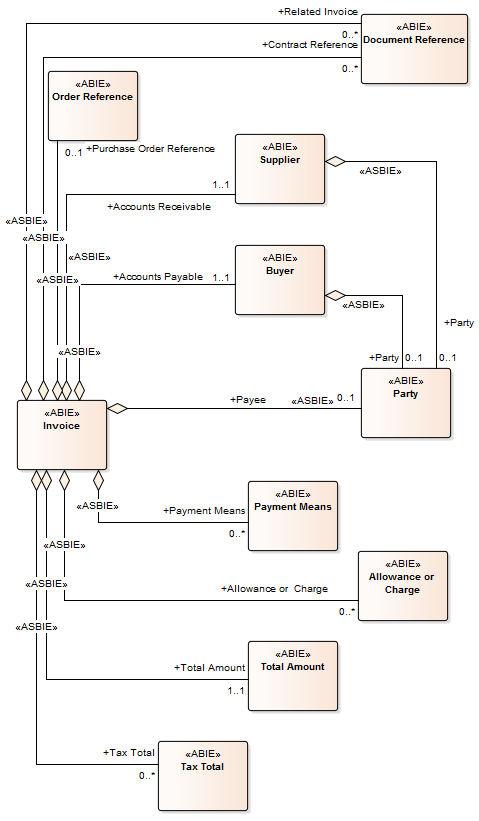 +Related Invoice
0..*
+Contract Reference
0..*
«ABIE»
Document Reference
«ABIE»
Order Reference
0..1
+Purchase Order Reference
«ABIE»
Supplier
1..1
+Accounts Receivable
«ASBIE»
«ASBIE»
«ASBIE»
«ASBIE»
«ASBIE»
«ABIE»
Buyer
+Accounts Payable
1..1
«ASBIE»
«ASBIE»
+Party
+Party
0..1
0..1
«ABIE»
Party
«ABIE»
Invoice
+Payee
«ASBIE»
0..1
«ASBIE»
+Payment Means
0..*
«ABIE»
Payment Means
«ASBIE»
+Allowance or  Charge
0..*
«ABIE»
Allowance or
Charge
«ASBIE»
+Total Amount
1..1
«ABIE»
Total Amount
«ASBIE»
+Tax Total
0..*
«ABIE»
Tax Total